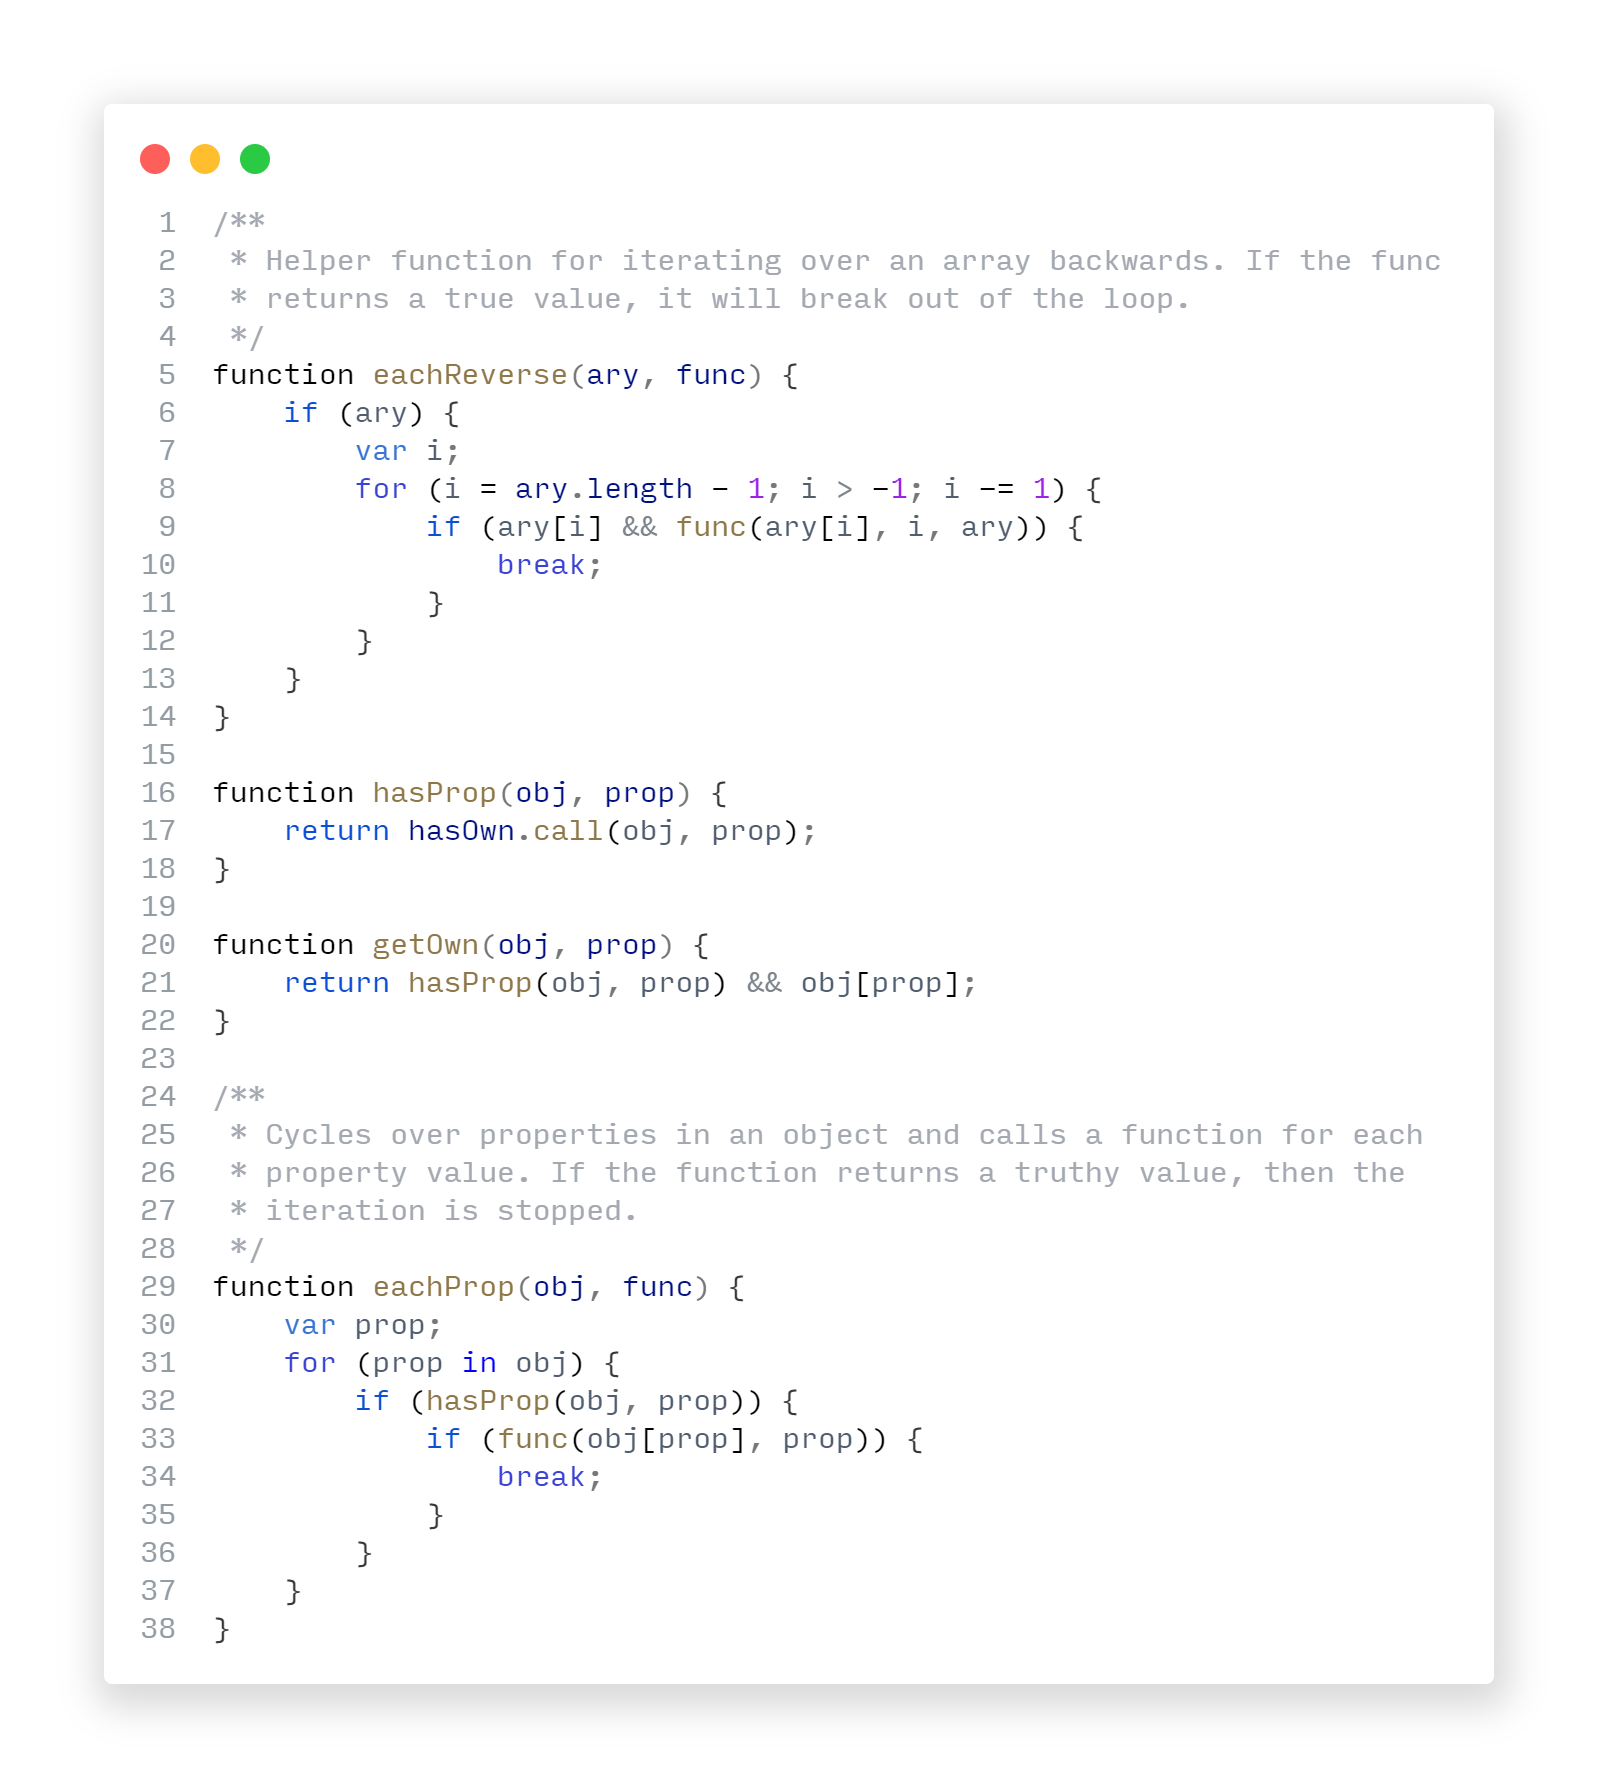 1 /**
2  * Helper function for iterating over an array backwards. If the func
3  * returns a true value, it will break out of the loop.
4  */
5 function eachReverse(ary, func) {
6     if (ary) {
7         var i;
8         for (i = ary.length - 1; i > -1; i -= 1) {
9             if (ary[i] && func(ary[i], i, ary)) {
10                 break;
11             }
12         }
13     }
14 }
15
16 function hasProp(obj, prop) {
17     return hasOwn.call(obj, prop);
18 }
19
20 function getOwn(obj, prop) {
21     return hasProp(obj, prop) && obj[prop];
22 }
23
24 /**
25  * Cycles over properties in an object and calls a function for each
26  * property value. If the function returns a truthy value, then the
27  * iteration is stopped.
28  */
29 function eachProp(obj, func) {
30     var prop;
31     for (prop in obj) {
32         if (hasProp(obj, prop)) {
33             if (func(obj[prop], prop)) {
34                 break;
35             }
36         }
37     }
38 }